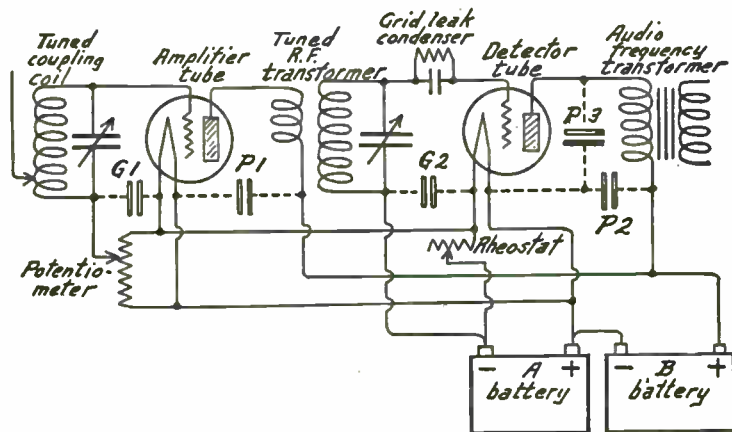 Tuned
coupling
coil
Amplifier
tube
Tuned
R.F.
transformer
Grid leak
condenser
Detector
tube
Audio
frequency
transformer
G1
P1
G2
P3
P2
Potentio-
meter
Rheostat
- A +
battery
- B +
battery